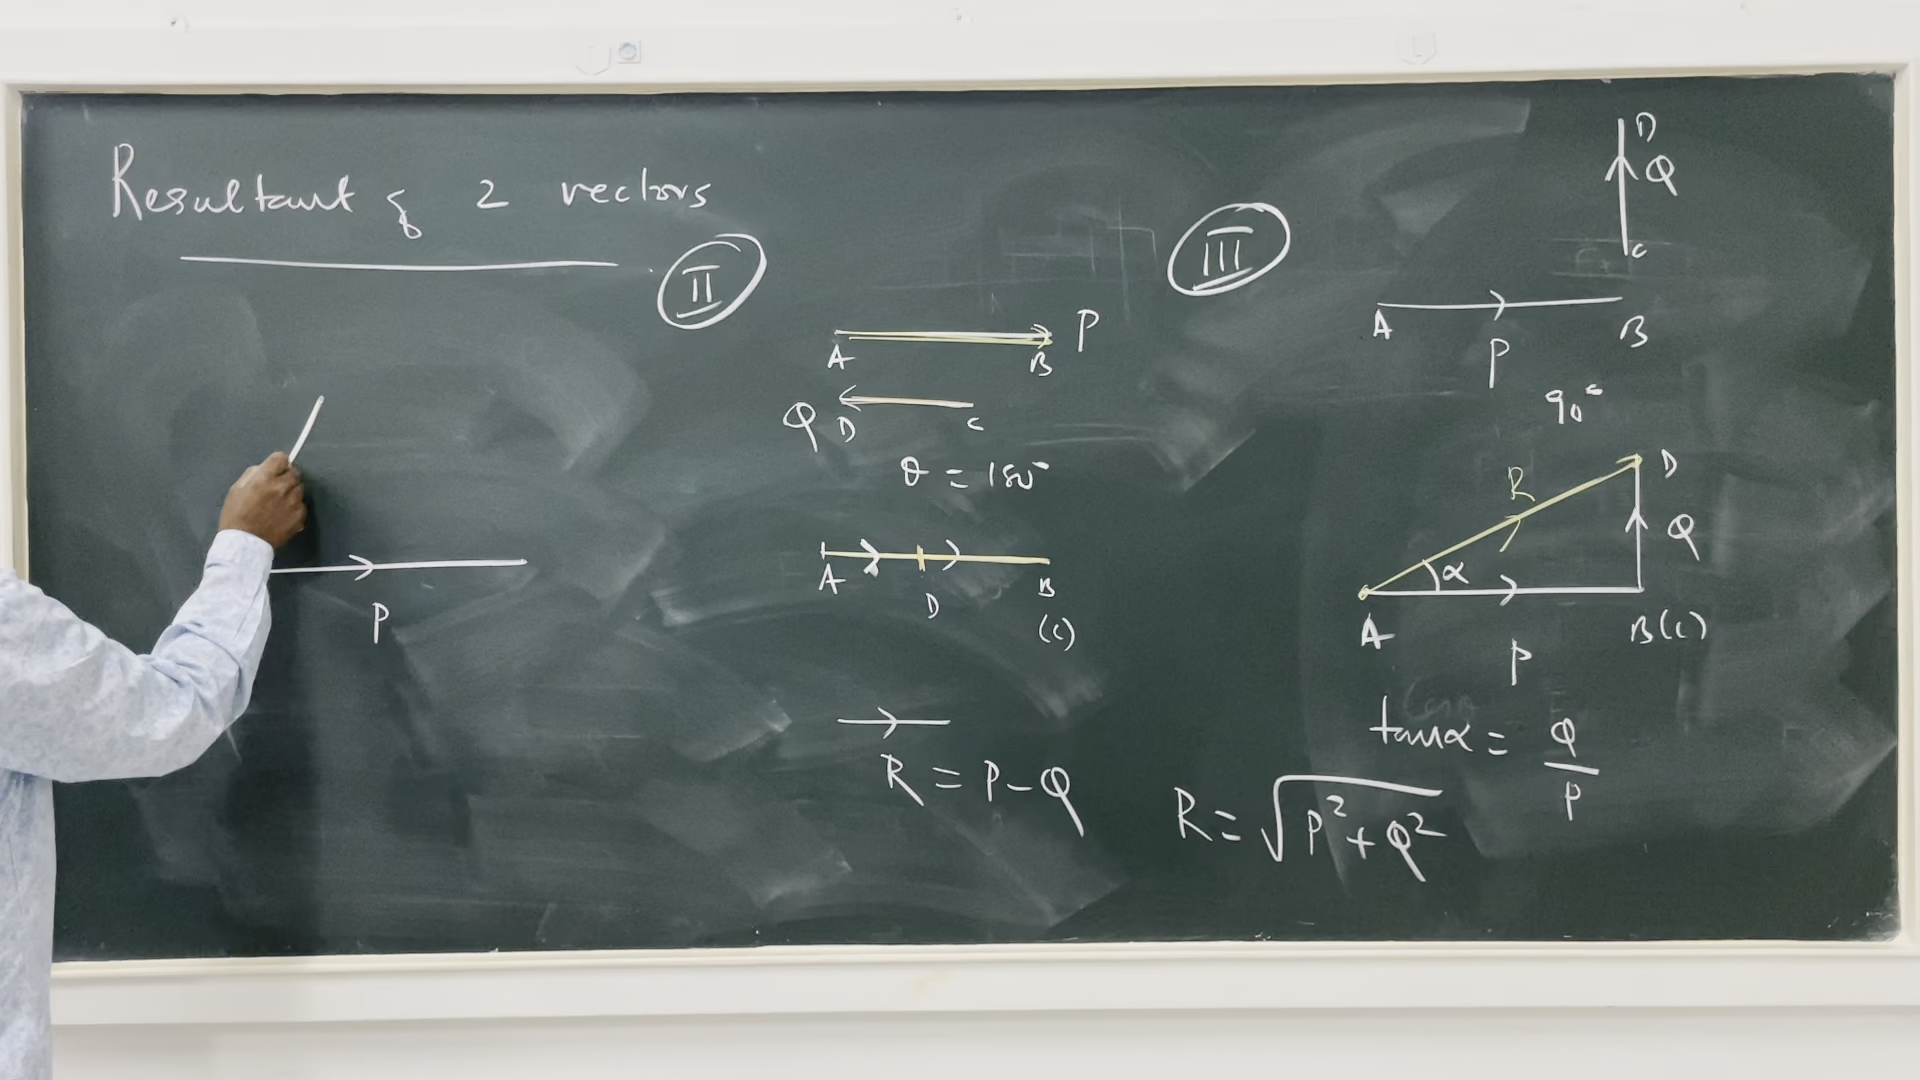 Resultant of 2 vectors
P
II
A B P
Q D C
θ = 180°
A D B
(C)
R = P - Q
III
D
Q
C
A B
P
90°
R D
Q
α
A B(C)
P
tanα = Q/P
R = √(P² + Q²)